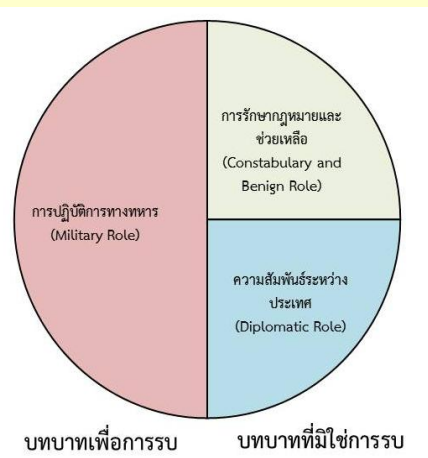 การรักษากฎหมายและ
ช่วยเหลือ
(Constabulary and
Benign Role)
การปฏิบัติการทางทหาร
(Military Role)
ความสัมพันธ์ระหว่าง
ประเทศ
(Diplomatic Role)
บทบาทเพื่อการรบ
บทบาทที่มิใช่การรบ